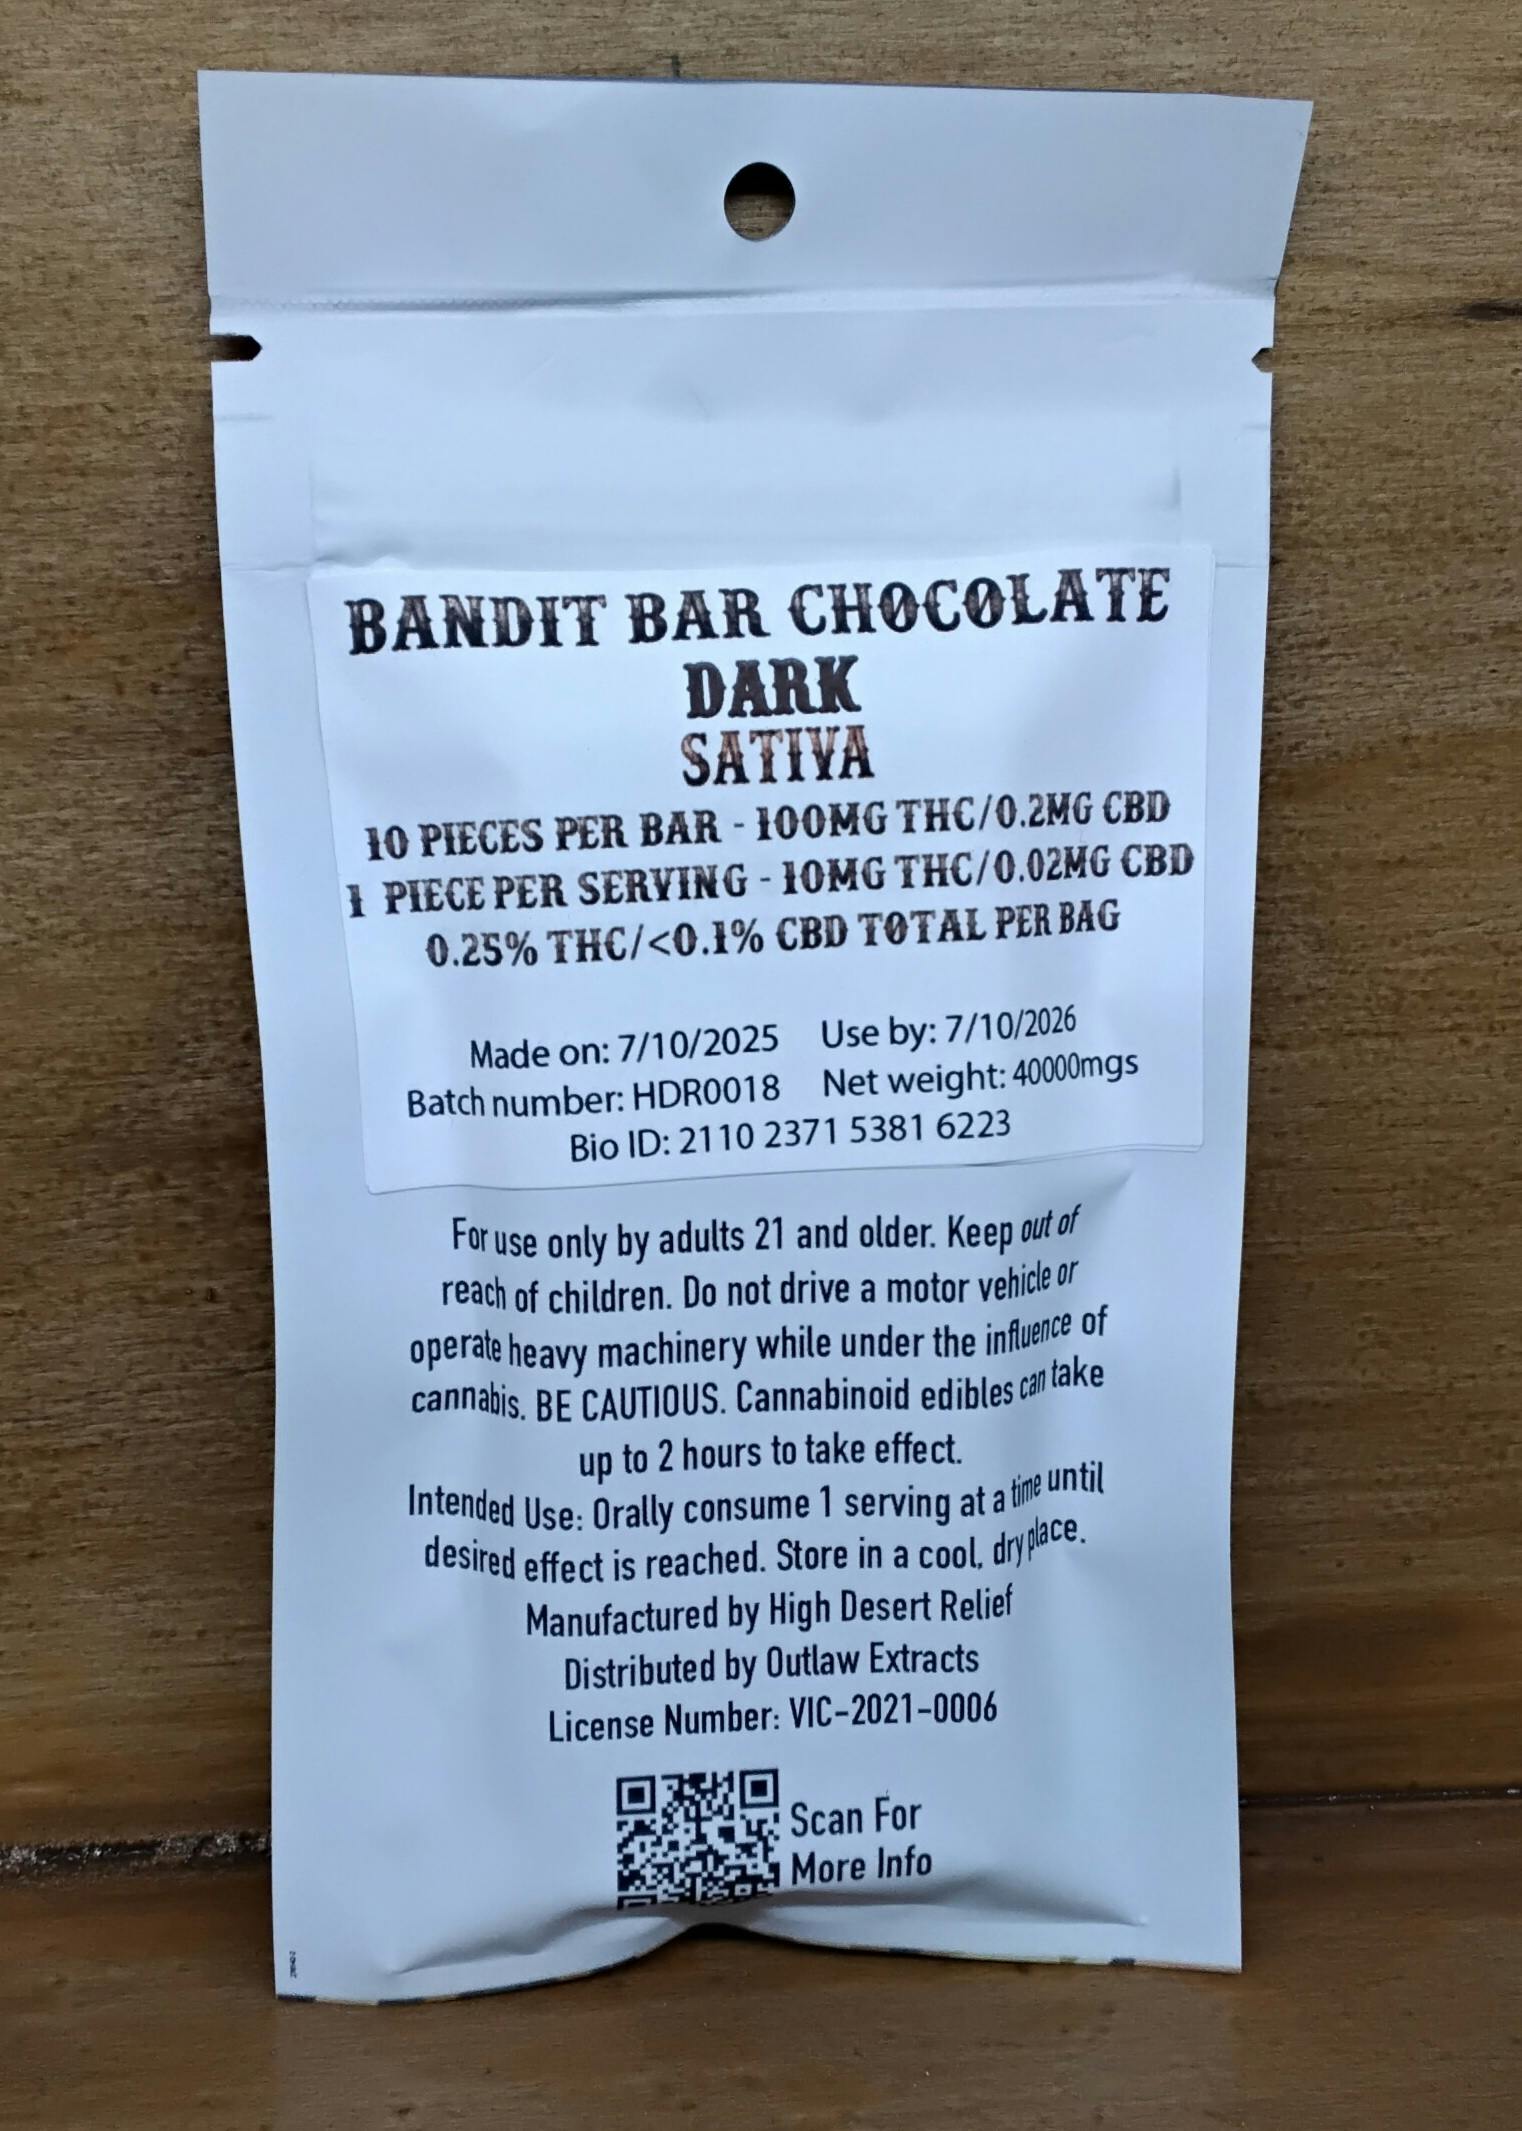 BANDIT BAR CHOCOLATE
DARK
SATIVA
10 PIECES PER BAR - 100MG THC/0.2MG CBD
1 PIECE PER SERVING - 10MG THC/0.02MG CBD
0.25% THC/<0.1% CBD TOTAL PER BAG
Made on: 7/10/2025 Use by: 7/10/2026
Batch number: HDR0018 Net weight: 40000mgs
Bio ID: 2110 2371 5381 6223
For use only by adults 21 and older. Keep out of
reach of children. Do not drive a motor vehicle or
operate heavy machinery while under the influence of
cannabis. BE CAUTIOUS. Cannabinoid edibles can take
up to 2 hours to take effect.
Intended Use: Orally consume 1 serving at a time until
desired effect is reached. Store in a cool, dry place.
Manufactured by High Desert Relief
Distributed by Outlaw Extracts
License Number: VIC-2021-0006
Scan For
More Info